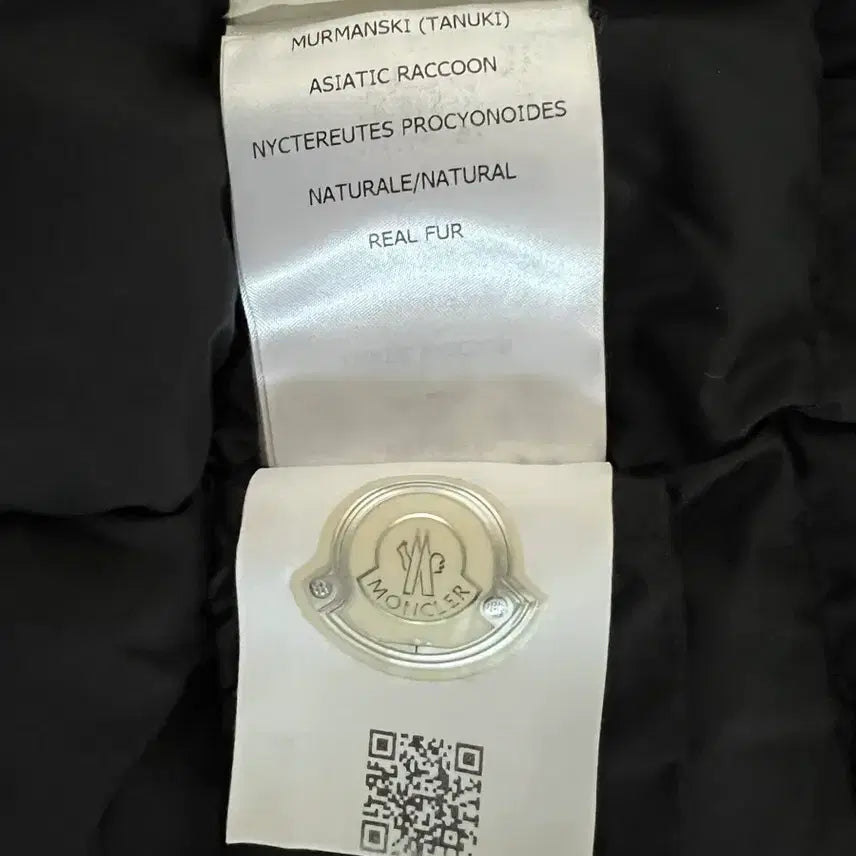 MURMANSKI (TANUKI)
ASIATIC RACCOON
NYCTEREUTES PROCYONOIDES
NATURALE/NATURAL
REAL FUR
MONCLER